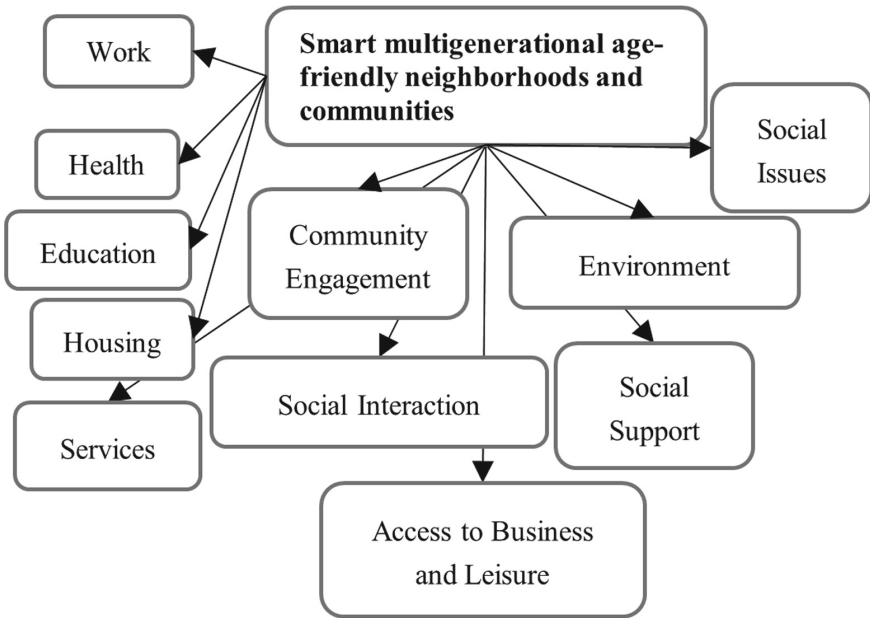 Smart multigenerational age-
friendly neighborhoods and
communities
Work
Health
Education
Housing
Services
Community
Engagement
Social Interaction
Access to Business
and Leisure
Environment
Social
Support
Social
Issues